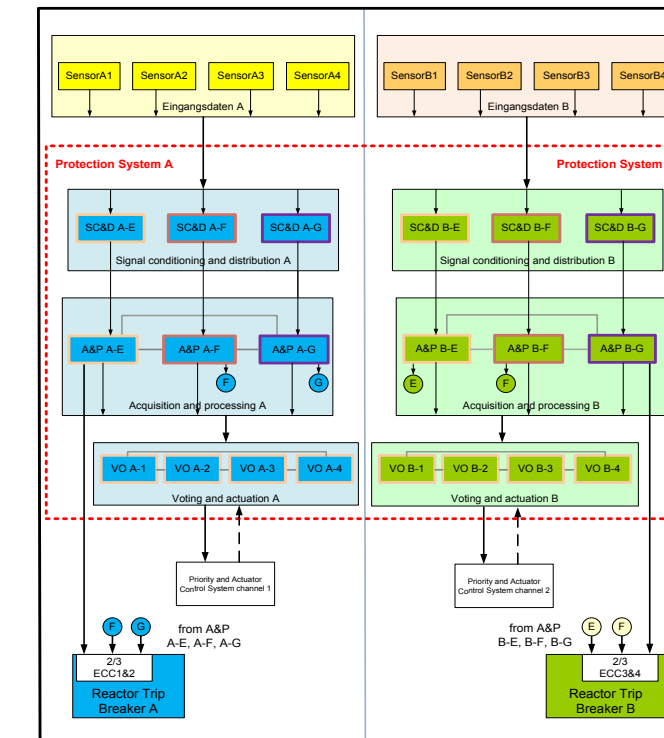 SensorA1
SensorA2
SensorA3
SensorA4
Eingangsdaten A
SensorB1
SensorB2
SensorB3
SensorB4
Eingangsdaten B
Protection System A
Protection System
SC&D A-E
SC&D A-F
SC&D A-G
Signal conditioning and distribution A
SC&D B-E
SC&D B-F
SC&D B-G
Signal conditioning and distribution B
A&P A-E
A&P A-F
A&P A-G
F
G
Acquisition and processing A
A&P B-E
A&P B-F
A&P B-G
E
F
Acquisition and processing B
VO A-1
VO A-2
VO A-3
VO A-4
Voting and actuation A
VO B-1
VO B-2
VO B-3
VO B-4
Voting and actuation B
Priority and Actuator
Control System channel 1
Priority and Actuator
Control System channel 2
F
G
from A&P
A-E, A-F, A-G
2/3
ECC1&2
Reactor Trip
Breaker A
from A&P
B-E, B-F, B-G
E
F
2/3
ECC3&4
Reactor Trip
Breaker B